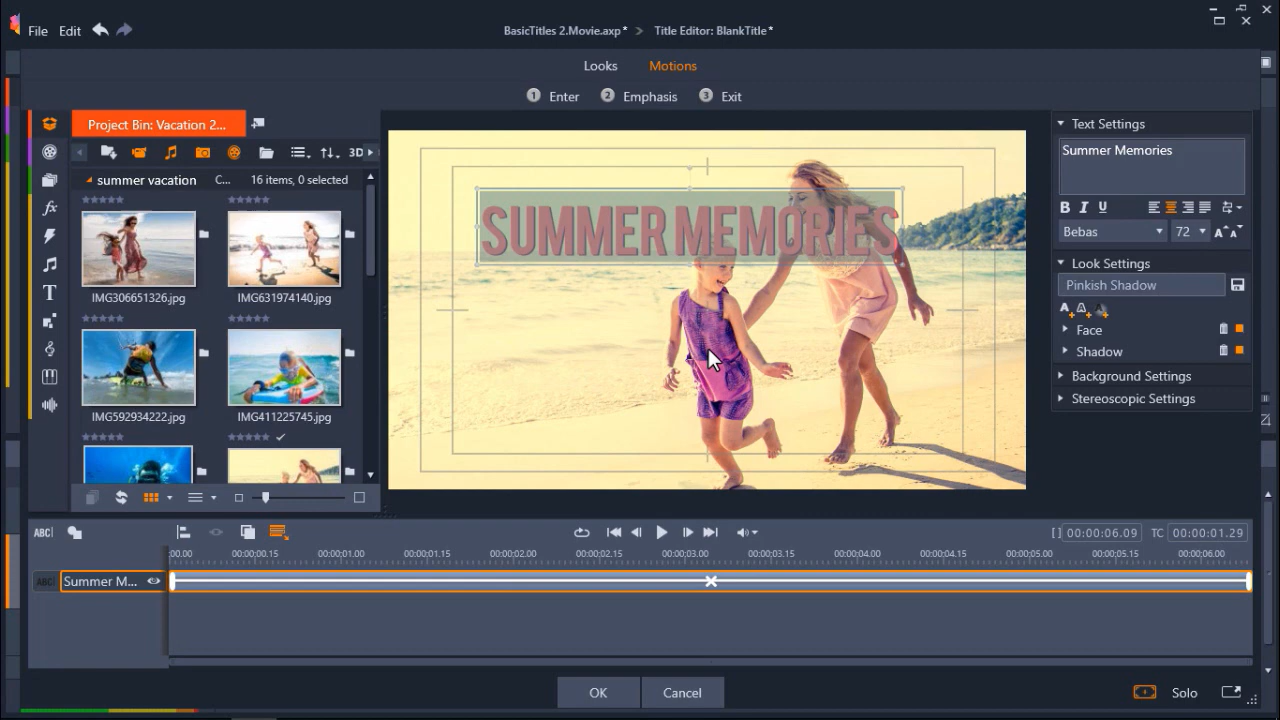 File Edit
BasicTitles 2.Movie.axp* > Title Editor: BlankTitle*
Looks Motions
1 Enter 2 Emphasis 3 Exit
Project Bin: Vacation 2...
3D
summer vacation C... 16 items, 0 selected
IMG306651326.jpg IMG631974140.jpg
IMG592934222.jpg IMG411225745.jpg
SUMMER MEMORIES
Text Settings
Summer Memories
B I U
Bebas 72
Look Settings
Pinkish Shadow
Face
Shadow
Background Settings
Stereoscopic Settings
ABC [] 00:00:06.09 TC 00:00:01.29
:00.00 00:00:00.15 00:00:01.00 00:00:01.15 00:00:02.00 00:00:02.15 00:00:03.00 00:00:03.15 00:00:04.00 00:00:04.15 00:00:05.00 00:00:05.15 00:00:06.00
ABC Summer M...
OK Cancel
Solo